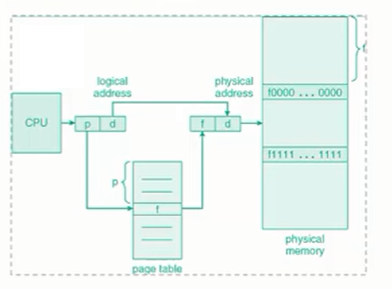 logical
address
physical
address
f
f0000 ... 0000
CPU
p d
f d
f1111 ... 1111
p
f
physical
memory
page table